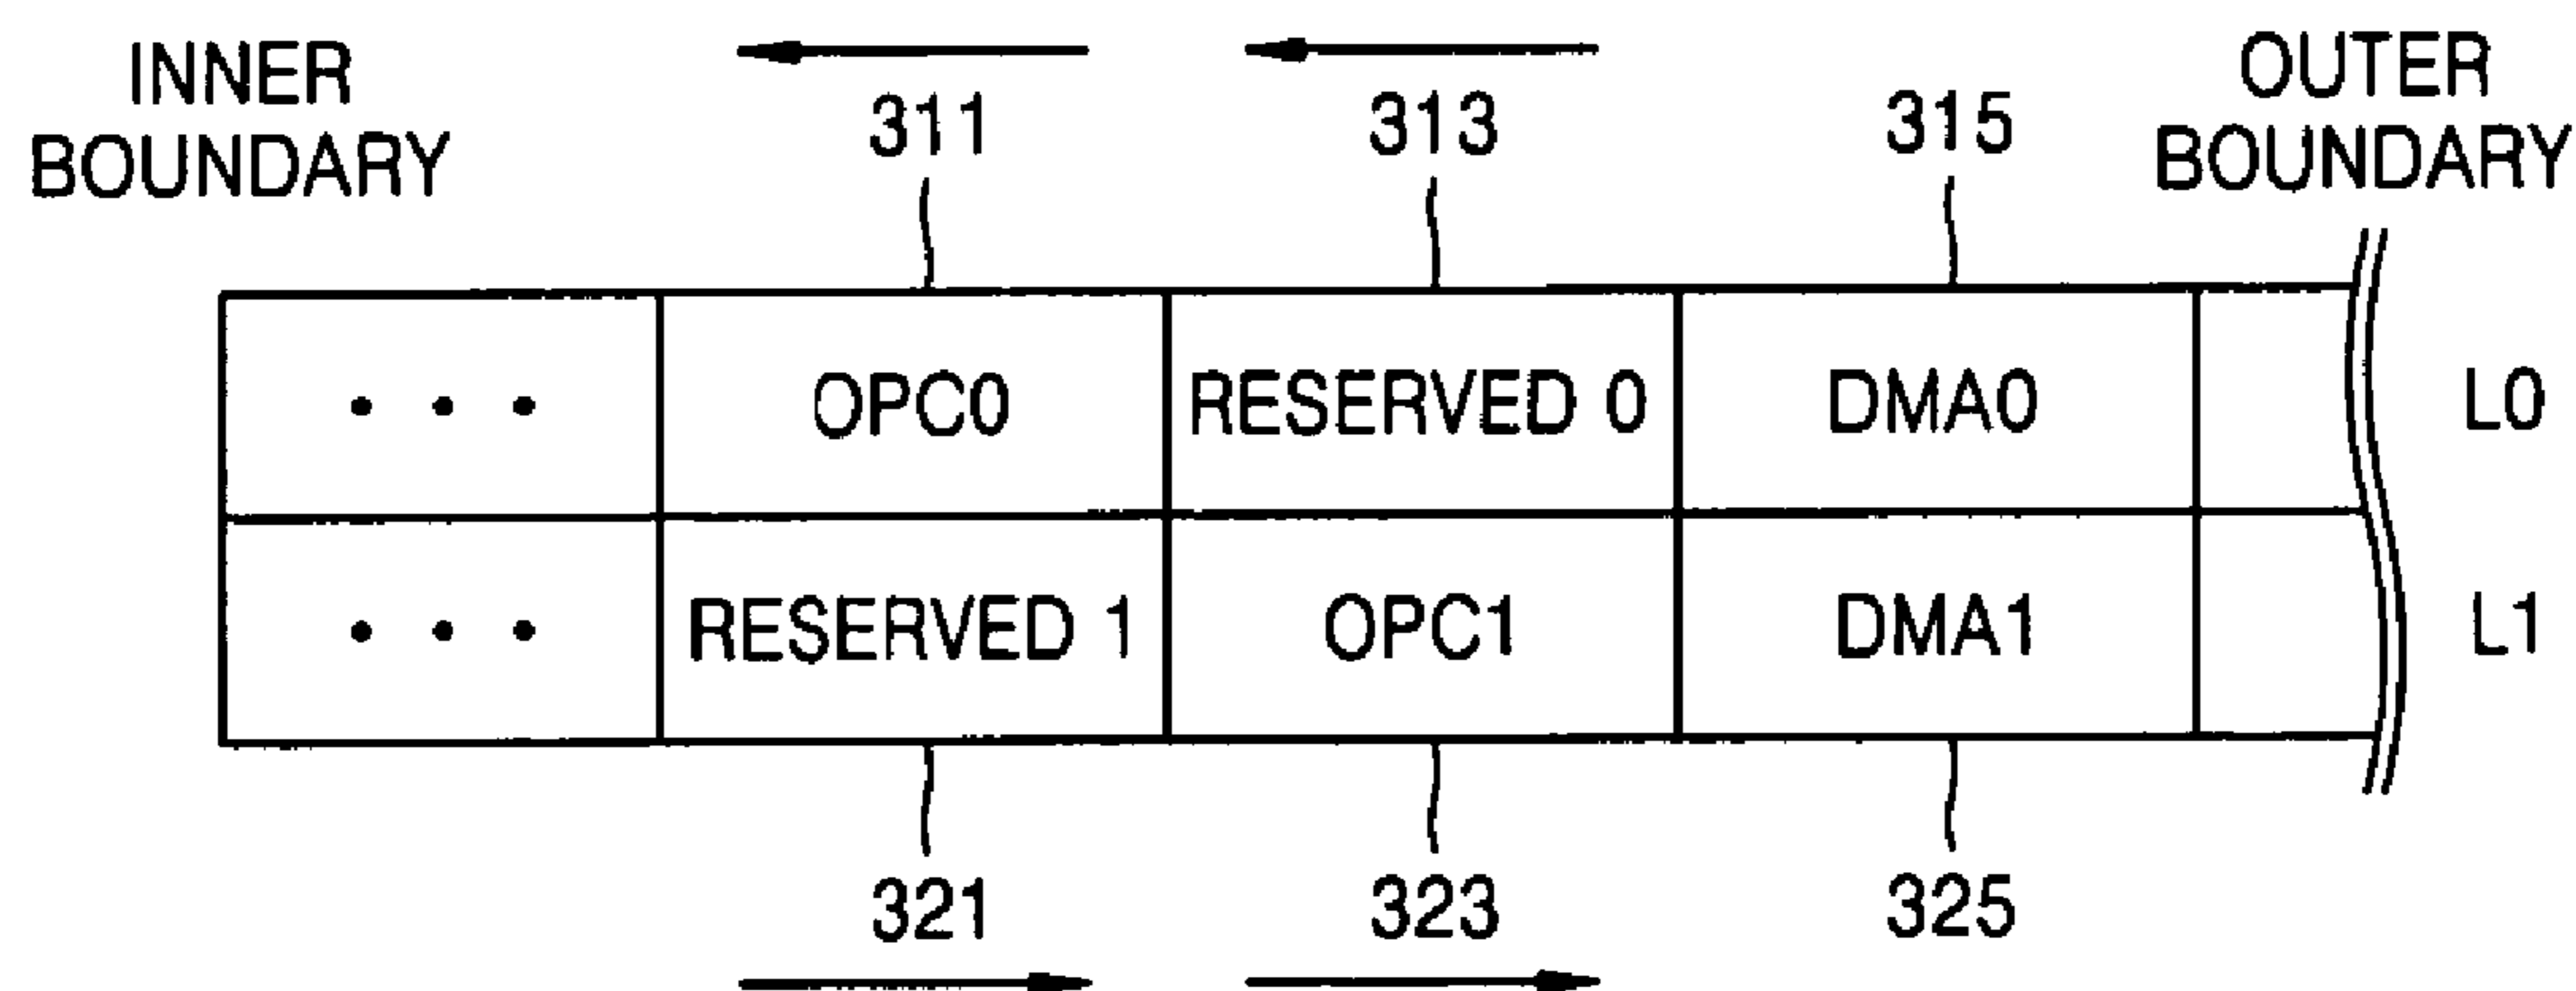 INNER BOUNDARY
311
313
315
OUTER BOUNDARY
• • •
OPC0
RESERVED 0
DMA0
L0
• • •
RESERVED 1
OPC1
DMA1
L1
321
323
325